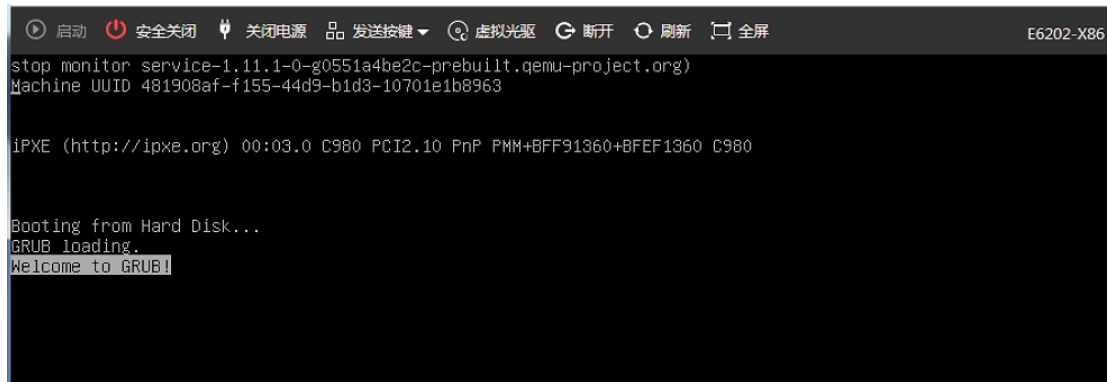 启动 安全关闭 关闭电源 发送按键 虚拟光驱 断开 刷新 全屏 E6202-X86
stop monitor service-1.11.1-0-g0551a4be2c-prebuilt.qemu-project.org)
Machine UUID 481908af-f155-44d9-b1d3-10701e1b8963
iPXE (http://ipxe.org) 00:03.0 C980 PCI2.10 PnP PMM+BFF91360+BFEF1360 C980
Booting from Hard Disk...
GRUB loading.
Welcome to GRUB!